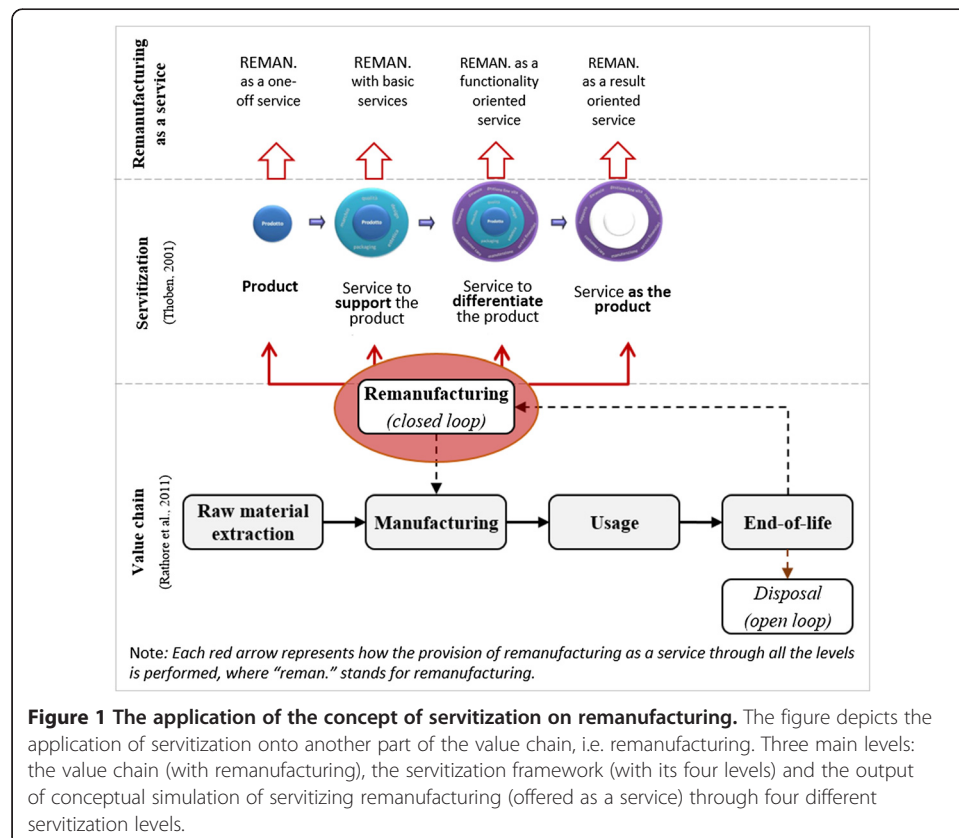 Remanufacturing
as a service
REMAN.
as a one-
off service
REMAN.
with basic
services
REMAN. as a
functionality
oriented
service
REMAN.
as a result
oriented
service
Servitization
(Thoben, 2001)
Prodotto
Prodotto
packaging
Prodotto
packaging
Product
Service to
support the
product
Service to
differentiate
the product
Service as the
product
Remanufacturing
(closed loop)
Value chain
(Rathore et al., 2011)
Raw material
extraction
Manufacturing
Usage
End-of-life
Disposal
(open loop)
Note: Each red arrow represents how the provision of remanufacturing as a service through all the levels
is performed, where “reman.” stands for remanufacturing.
Figure 1 The application of the concept of servitization on remanufacturing. The figure depicts the
application of servitization onto another part of the value chain, i.e. remanufacturing. Three main levels:
the value chain (with remanufacturing), the servitization framework (with its four levels) and the output
of conceptual simulation of servitizing remanufacturing (offered as a service) through four different
servitization levels.